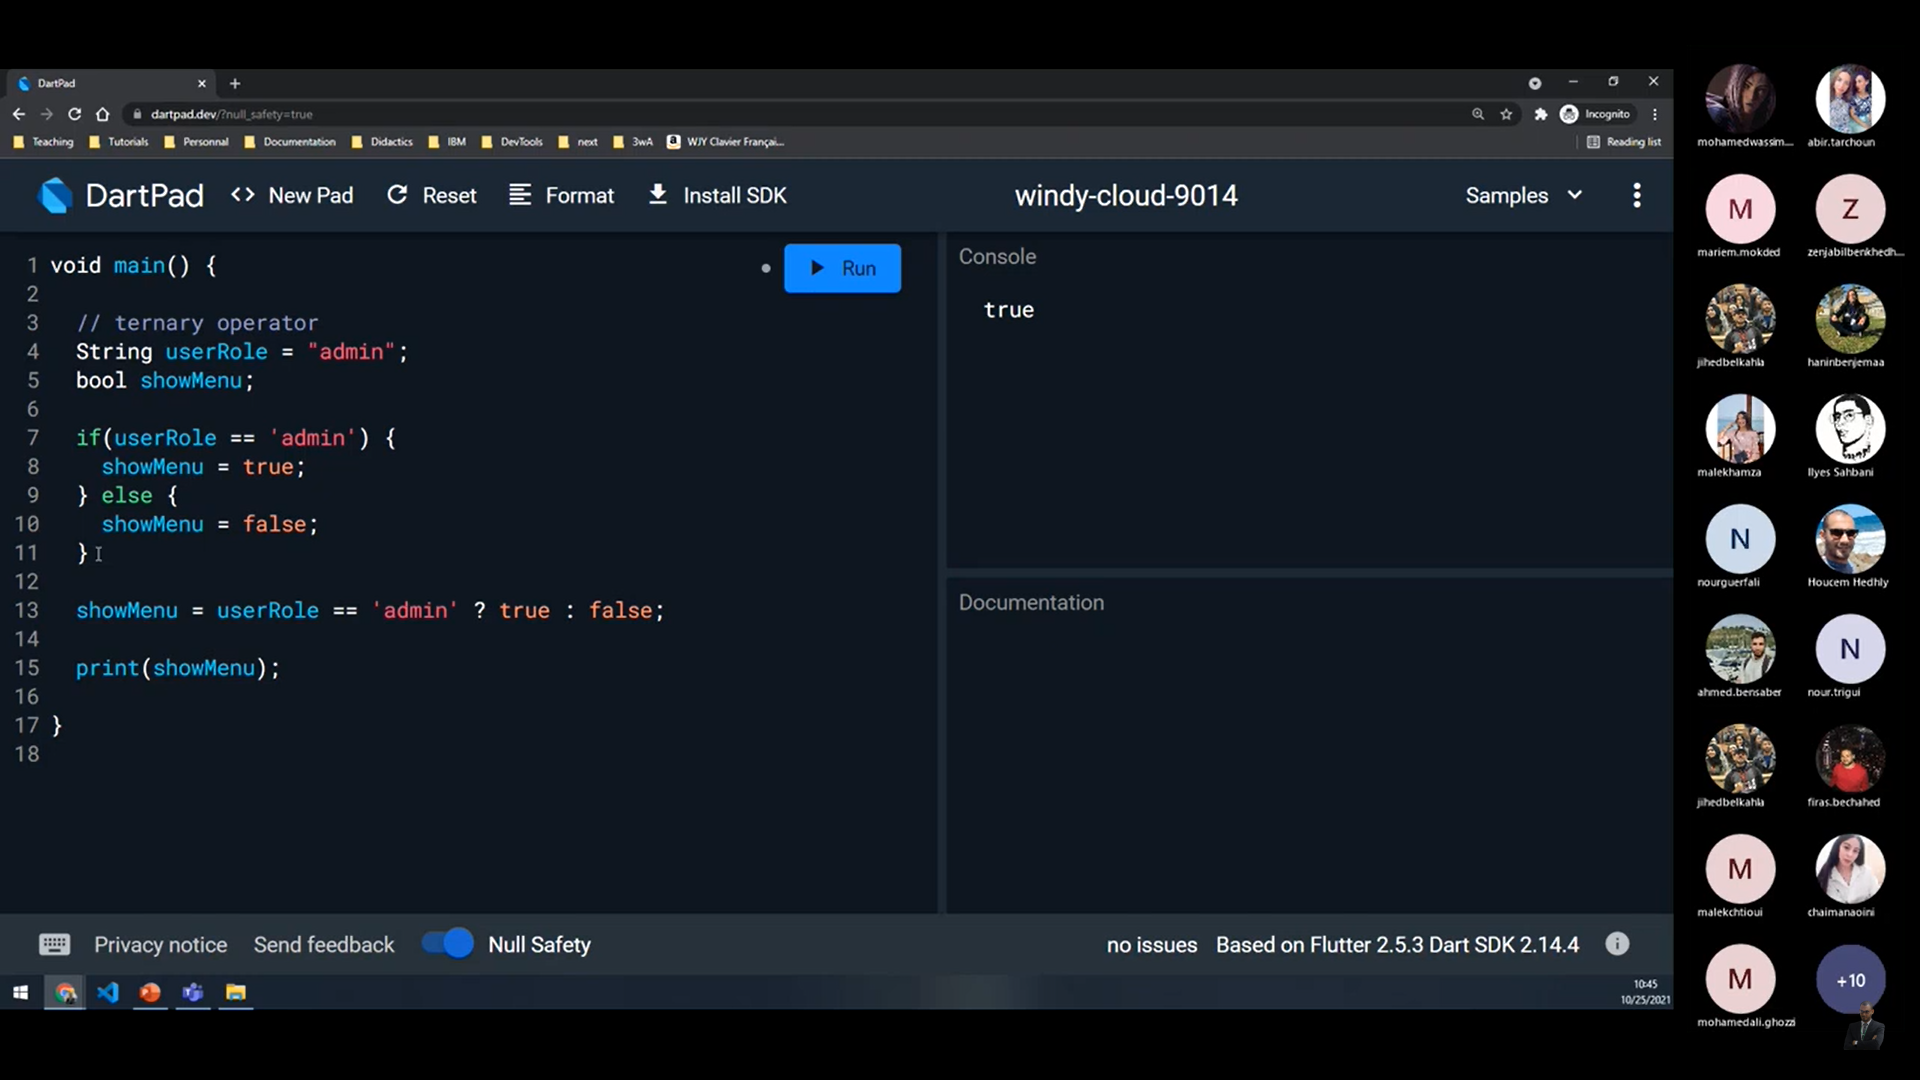 DartPad
dartpad.dev/?null_safety=true
Incognito
Teaching
Tutorials
Personnal
Documentation
Didactics
IBM
DevTools
next
3wA
WJY Clavier Françai...
Reading list
DartPad
<> New Pad
Reset
Format
Install SDK
windy-cloud-9014
Samples
Run
1 void main() {
2
3 // ternary operator
4 String userRole = "admin";
5 bool showMenu;
6
7 if(userRole == 'admin') {
8 showMenu = true;
9 } else {
10 showMenu = false;
11 }
12
13 showMenu = userRole == 'admin' ? true : false;
14
15 print(showMenu);
16
17 }
18
Console
true
Documentation
Privacy notice
Send feedback
Null Safety
no issues
Based on Flutter 2.5.3 Dart SDK 2.14.4
10:45
10/25/2021
mohamedwassim...
abir.tarchoun
M
mariem.mokded
Z
zenjabilbenkhedh...
jihedbelkahla
haninbenjemaa
malekhamza
Ilyes Sahbani
N
nourguerfali
Houcem Hedhly
ahmed.bensaber
N
nour.trigui
jihedbelkahla
firas.bechahed
M
malekchtioui
chaimanaoini
M
mohamedali.ghozzi
+10